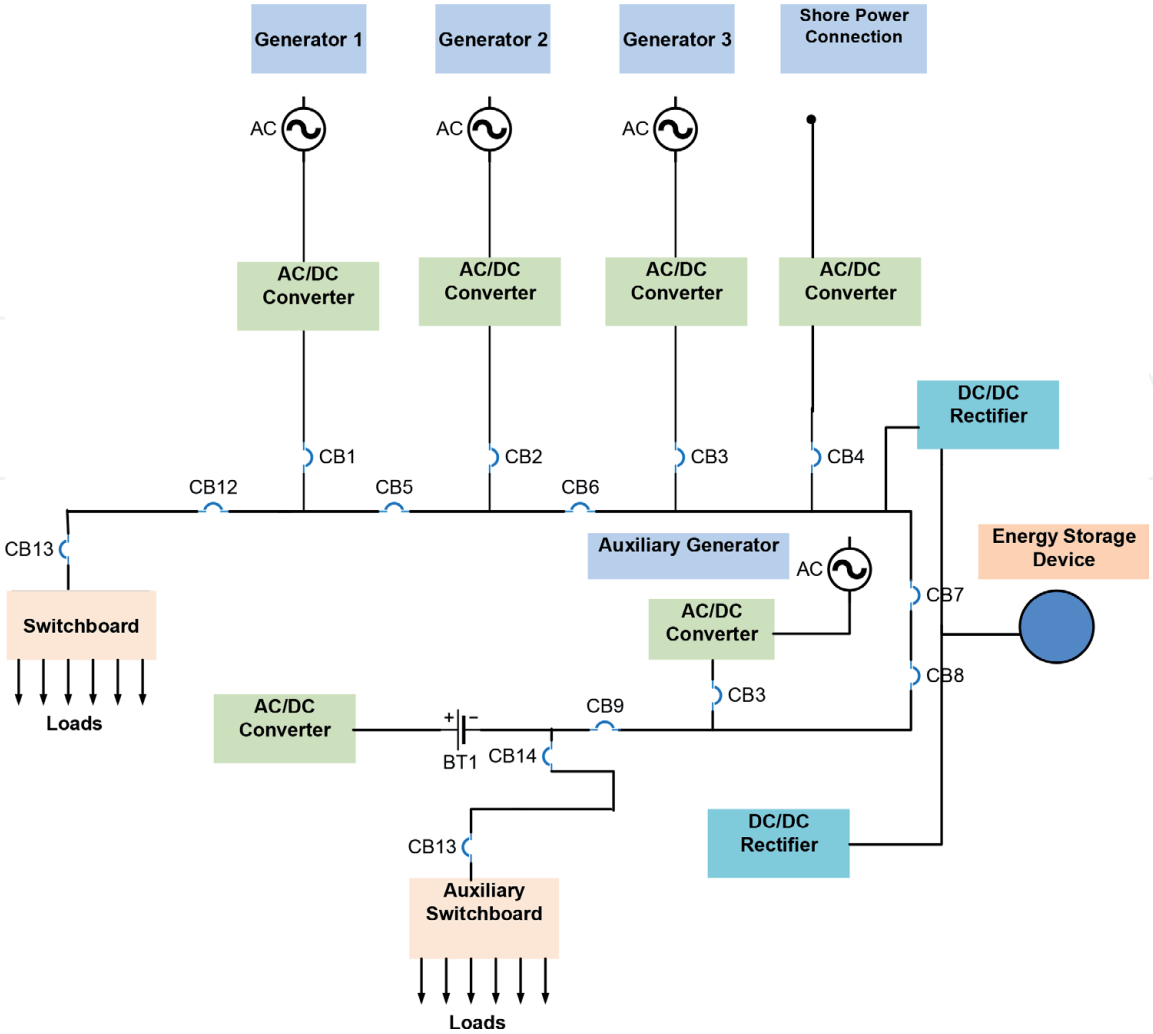 Generator 1
Generator 2
Generator 3
Shore Power
Connection
AC
AC
AC
AC/DC
Converter
AC/DC
Converter
AC/DC
Converter
AC/DC
Converter
DC/DC
Rectifier
CB1
CB2
CB3
CB4
CB12
CB5
CB6
CB13
Auxiliary Generator
AC
Energy Storage
Device
CB7
AC/DC
Converter
Switchboard
CB8
CB3
Loads
AC/DC
Converter
+
−
BT1
CB9
CB14
DC/DC
Rectifier
CB13
Auxiliary
Switchboard
Loads